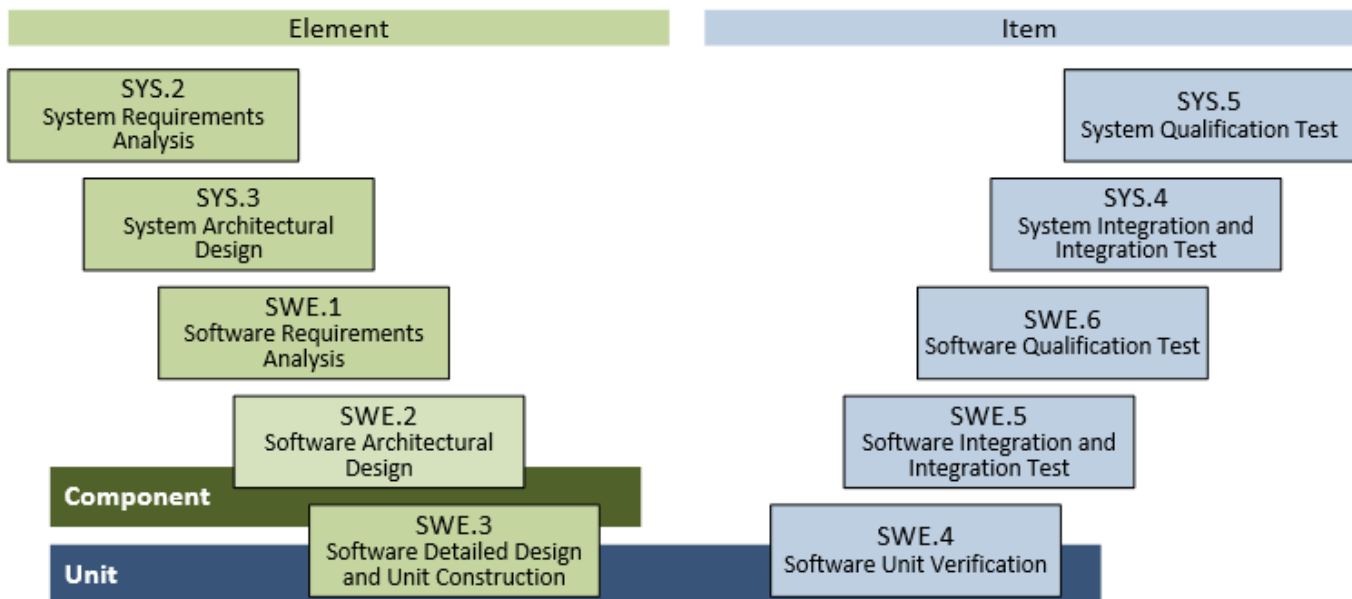 Element
Item
SYS.2
System Requirements
Analysis
SYS.5
System Qualification Test
SYS.3
System Architectural
Design
SYS.4
System Integration and
Integration Test
SWE.1
Software Requirements
Analysis
SWE.6
Software Qualification Test
SWE.2
Software Architectural
Design
SWE.5
Software Integration and
Integration Test
Component
SWE.3
Software Detailed Design
and Unit Construction
SWE.4
Software Unit Verification
Unit